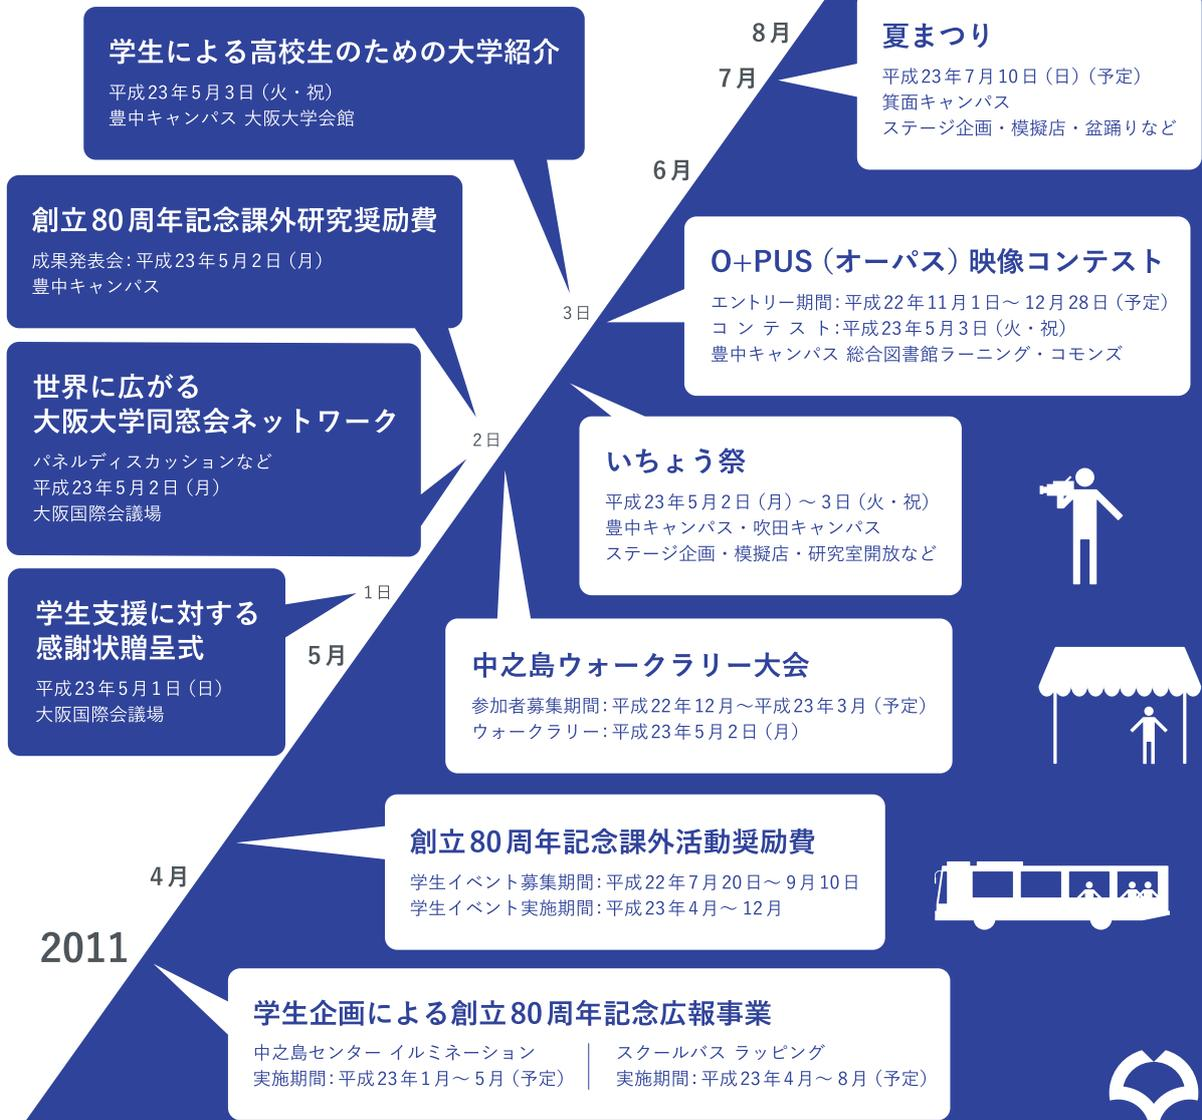 学生による高校生のための大学紹介
平成23年5月3日（火・祝）
豊中キャンパス 大阪大学会館
8月
7月
6月
夏まつり
平成23年7月10日（日）（予定）
箕面キャンパス
ステージ企画・模擬店・盆踊りなど
創立80周年記念課外研究奨励費
成果発表会：平成23年5月2日（月）
豊中キャンパス
O+PUS（オーパス）映像コンテスト
エントリー期間：平成22年11月1日～12月28日（予定）
コンテスト：平成23年5月3日（火・祝）
豊中キャンパス 総合図書館ラーニング・コモンズ
3日
世界に広がる
大阪大学同窓会ネットワーク
パネルディスカッションなど
平成23年5月2日（月）
大阪国際会議場
2日
いちょう祭
平成23年5月2日（月）～3日（火・祝）
豊中キャンパス・吹田キャンパス
ステージ企画・模擬店・研究室開放など
学生支援に対する
感謝状贈呈式
平成23年5月1日（日）
大阪国際会議場
1日
5月
中之島ウォークラリー大会
参加者募集期間：平成22年12月～平成23年3月（予定）
ウォークラリー：平成23年5月2日（月）
創立80周年記念課外活動奨励費
学生イベント募集期間：平成22年7月20日～9月10日
学生イベント実施期間：平成23年4月～12月
4月
2011
学生企画による創立80周年記念広報事業
中之島センター イルミネーション
実施期間：平成23年1月～5月（予定）
スクールバス ラッピング
実施期間：平成23年4月～8月（予定）